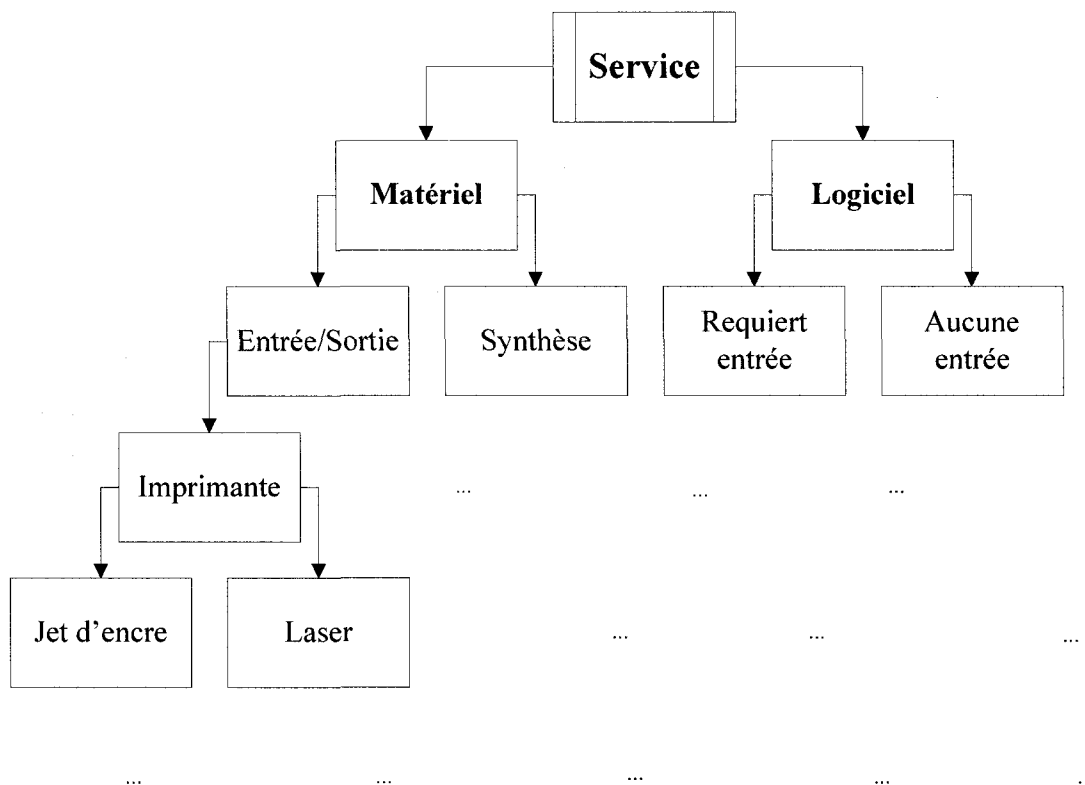 Service
Matériel
Logiciel
Entrée/Sortie
Synthèse
Requiert
entrée
Aucune
entrée
Imprimante
...
...
...
Jet d'encre
Laser
...
...
...
...
...
...
...
.